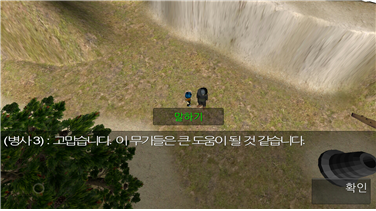 말하기
(병사 3) : 고맙습니다. 이 무기들은 큰 도움이 될 것 같습니다.
확인